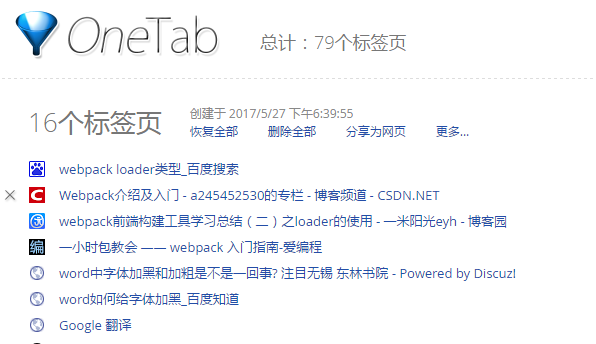 OneTab
总计：79个标签页
16个标签页
创建于 2017/5/27 下午6:39:55
恢复全部 删除全部 分享为网页 更多...
webpack loader类型_百度搜索
Webpack介绍及入门 - a245452530的专栏 - 博客频道 - CSDN.NET
webpack前端构建工具学习总结（二）之loader的使用 - 一米阳光eyh - 博客园
编 一小时包教会 —— webpack 入门指南-爱编程
word中字体加黑和加粗是不是一回事? 注目无锡 东林书院 - Powered by Discuz!
word如何给字体加黑_百度知道
Google 翻译